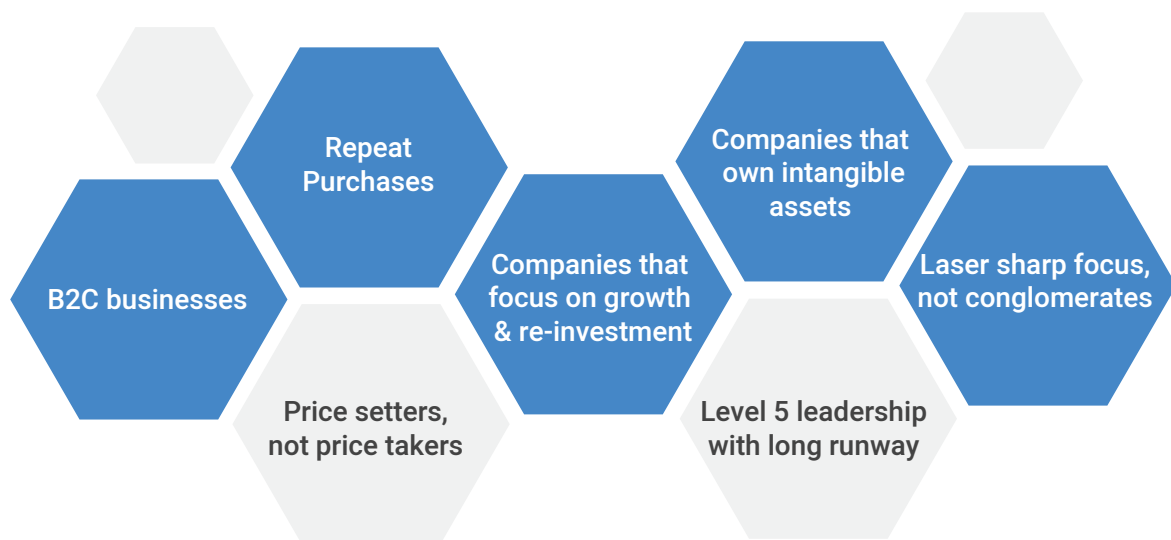 B2C businesses
Repeat
Purchases
Price setters,
not price takers
Companies that
focus on growth
& re-investment
Companies that
own intangible
assets
Level 5 leadership
with long runway
Laser sharp focus,
not conglomerates